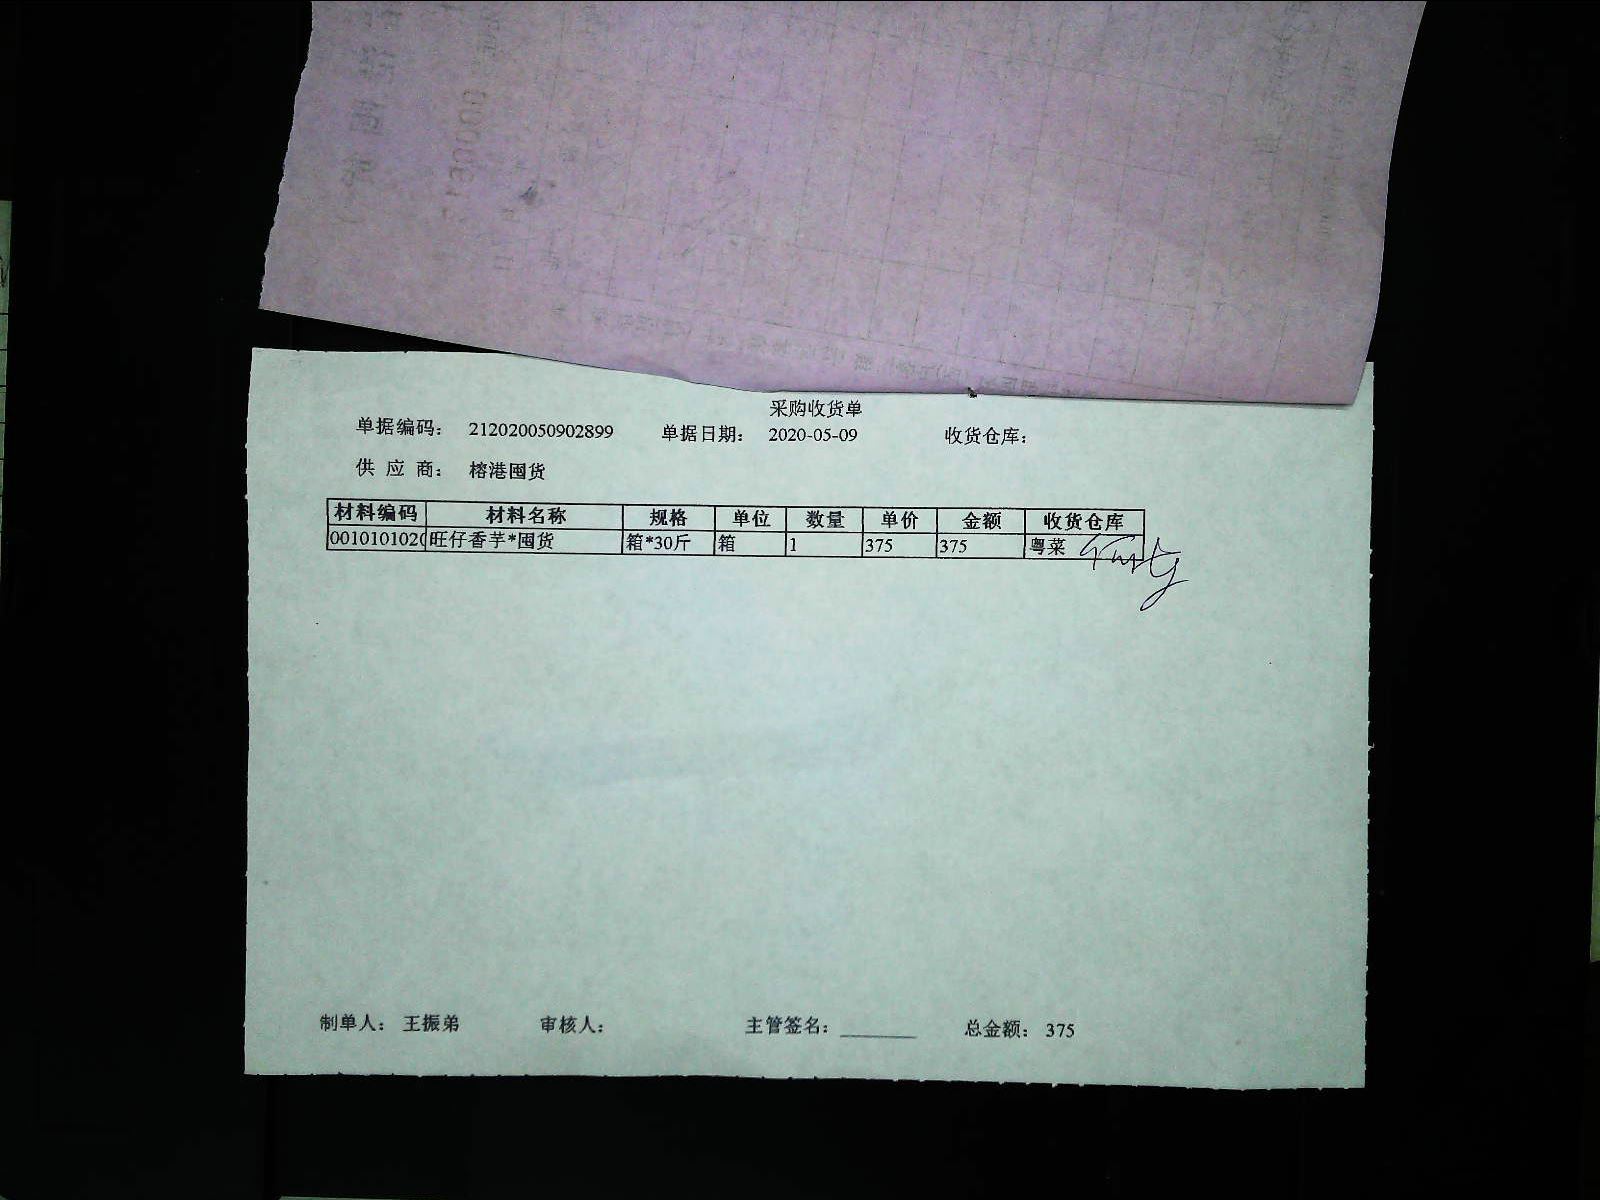 采购收货单
单据编码： 212020050902899 单据日期： 2020-05-09 收货仓库：
供 应 商： 榕港囤货
材料编码 材料名称 规格 单位 数量 单价 金额 收货仓库
0010101020 旺仔香芋*囤货 箱*30斤 箱 1 375 375 粤菜
制单人： 王振弟 审核人： 主管签名： ________ 总金额： 375